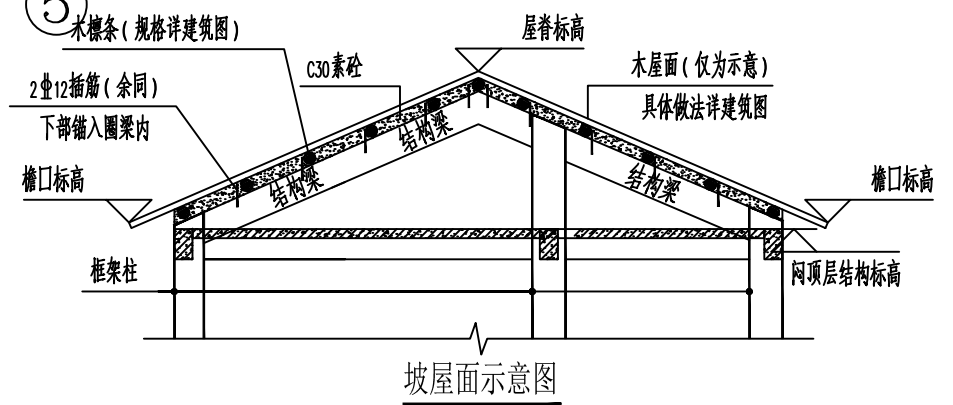 5
木檩条(规格详建筑图)
屋脊标高
C30素砼
木屋面(仅为示意)
具体做法详建筑图
2⏀12插筋(余同)
下部锚入圈梁内
结构梁
结构梁
结构梁
檐口标高
檐口标高
框架柱
闷顶层结构标高
坡屋面示意图